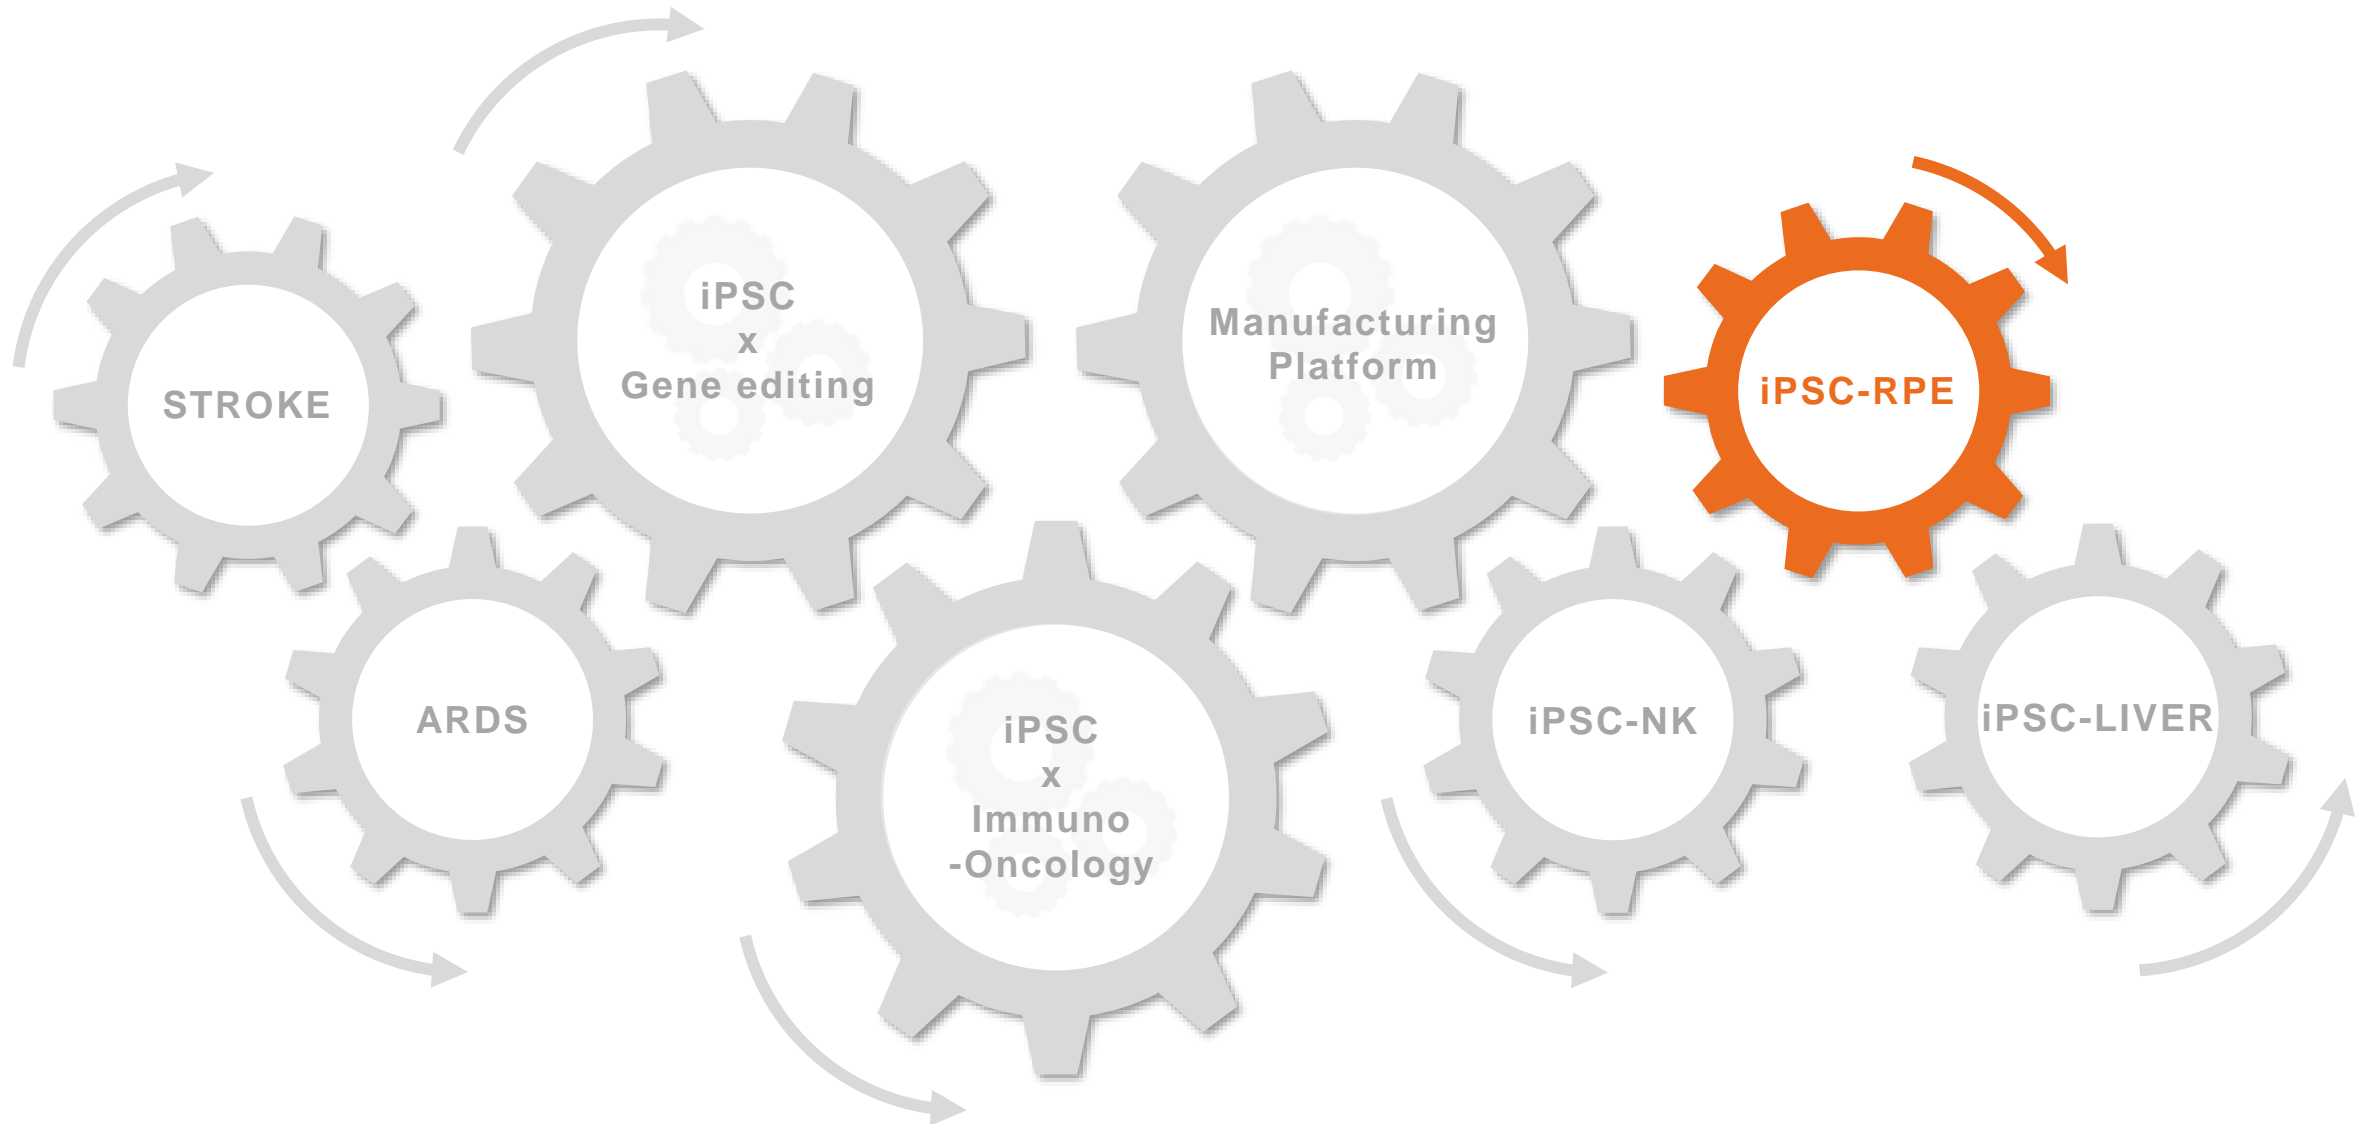 STROKE
iPSC
x
Gene editing
Manufacturing
Platform
iPSC-RPE
ARDS
iPSC
x
Immuno
-Oncology
iPSC-NK
iPSC-LIVER